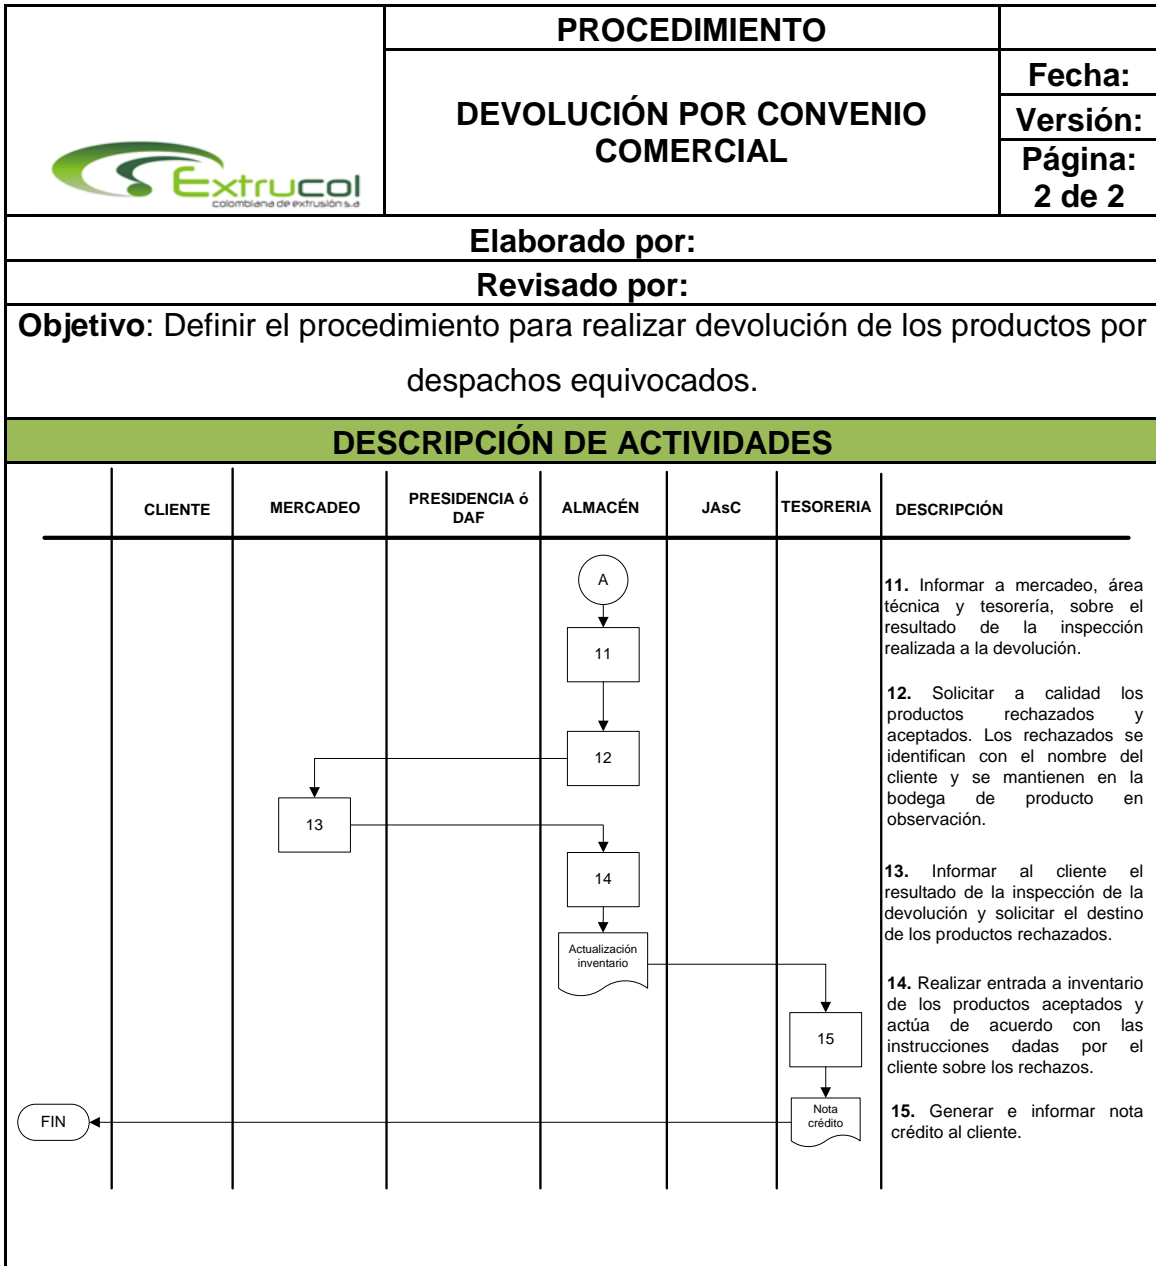 PROCEDIMIENTO
DEVOLUCIÓN POR CONVENIO
COMERCIAL
Fecha:
Versión:
Página:
2 de 2
Extrucol
colombiana de extrusión s.a
Elaborado por:
Revisado por:
Objetivo: Definir el procedimiento para realizar devolución de los productos por
despachos equivocados.
DESCRIPCIÓN DE ACTIVIDADES
CLIENTE
MERCADEO
PRESIDENCIA ó
DAF
ALMACÉN
JAsC
TESORERIA
DESCRIPCIÓN
A
11
12
13
14
Actualización
inventario
15
Nota
crédito
FIN
11. Informar a mercadeo, área
técnica y tesorería, sobre el
resultado de la inspección
realizada a la devolución.
12. Solicitar a calidad los
productos rechazados y
aceptados. Los rechazados se
identifican con el nombre del
cliente y se mantienen en la
bodega de producto en
observación.
13. Informar al cliente el
resultado de la inspección de la
devolución y solicitar el destino
de los productos rechazados.
14. Realizar entrada a inventario
de los productos aceptados y
actúa de acuerdo con las
instrucciones dadas por el
cliente sobre los rechazos.
15. Generar e informar nota
crédito al cliente.